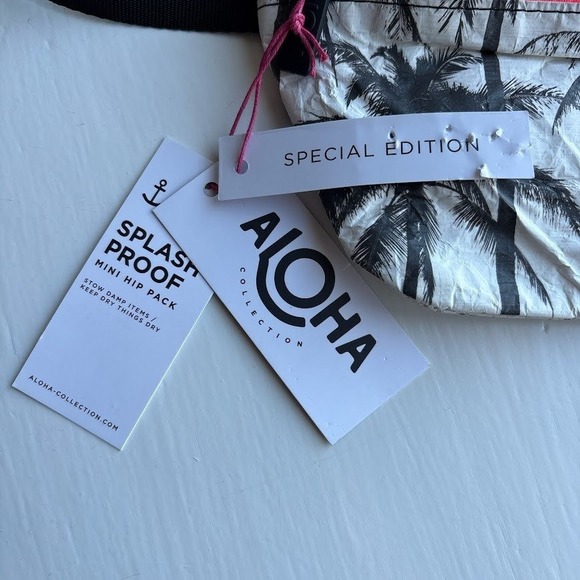 SPECIAL EDITION
ALOHA
COLLECTION
SPLASH
PROOF
MINI HIP PACK
STOW DAMP ITEMS /
KEEP DRY THINGS DRY
ALOHA-COLLECTION.COM